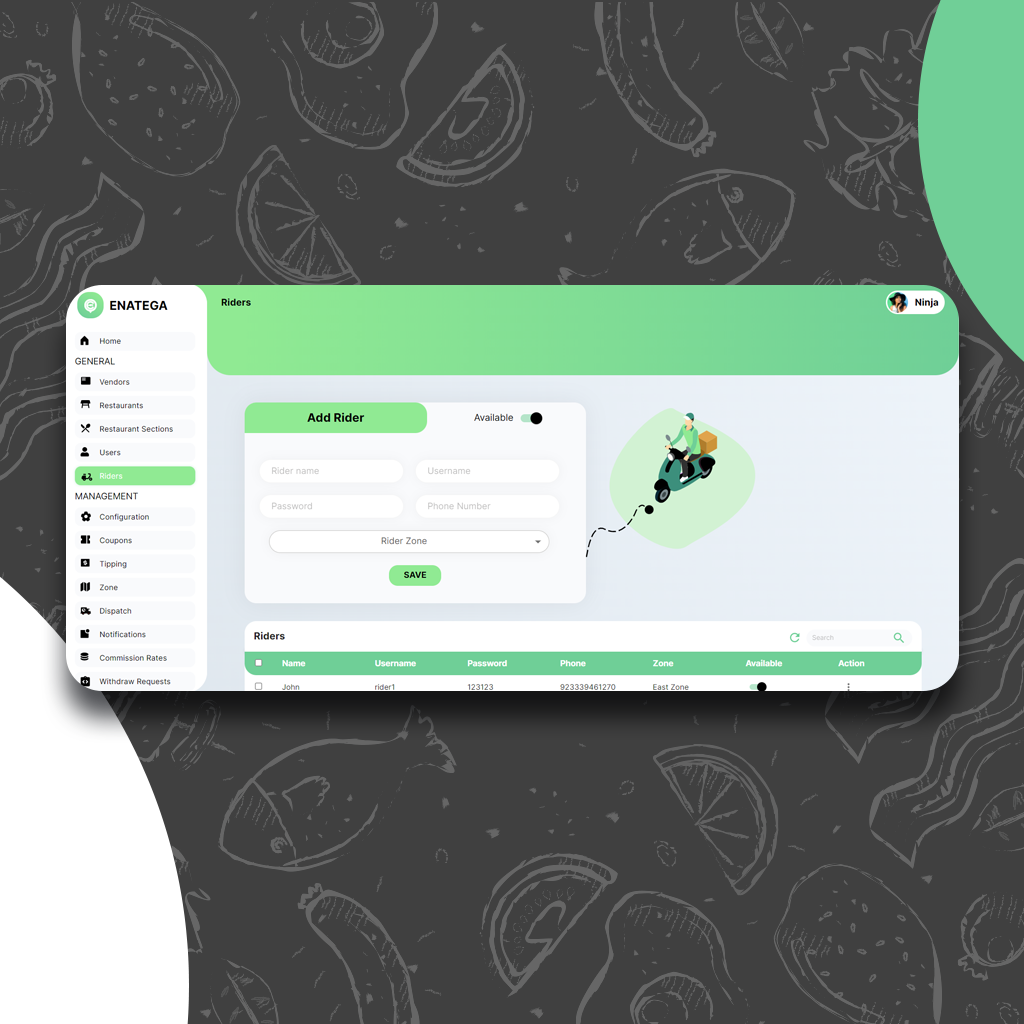 ENATEGA
Home
GENERAL
Vendors
Restaurants
Restaurant Sections
Users
Riders
MANAGEMENT
Configuration
Coupons
Tipping
Zone
Dispatch
Notifications
Commission Rates
Withdraw Requests
Riders
Ninja
Add Rider
Available
Rider name
Username
Password
Phone Number
Rider Zone
SAVE
Riders
Search
Name Username Password Phone Zone Available Action
John rider1 123123 923339461270 East Zone